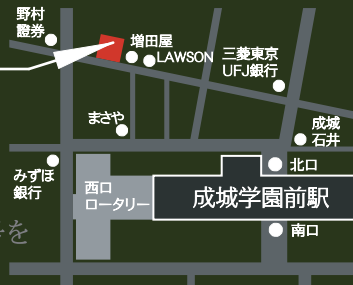 野村
證券
増田屋
LAWSON
三菱東京
UFJ銀行
まさや
成城
石井
みずほ
銀行
西口
ロータリー
北口
成城学園前駅
南口
を